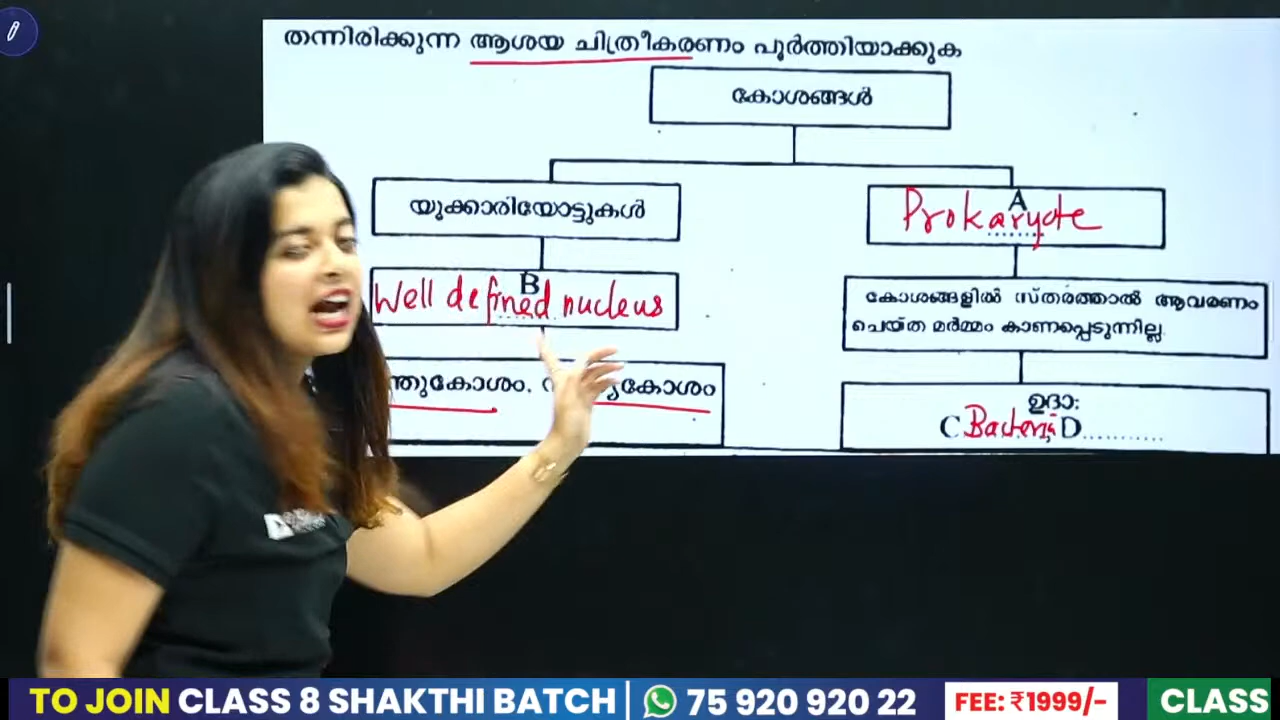 തന്നിരിക്കുന്ന ആശയ ചിത്രീകരണം പൂർത്തിയാക്കുക
കോശങ്ങൾ
യൂക്കാരിയോട്ടുകൾ
A
Prokaryote
B
Well defined nucleus
കോശങ്ങളിൽ സ്തരത്താൽ ആവരണം
ചെയ്ത മർമ്മം കാണപ്പെടുന്നില്ല.
ഉദാ:
C Bacteria, D............
TO JOIN CLASS 8 SHAKTHI BATCH | 75 920 920 22 FEE: ₹1999/- CLASS